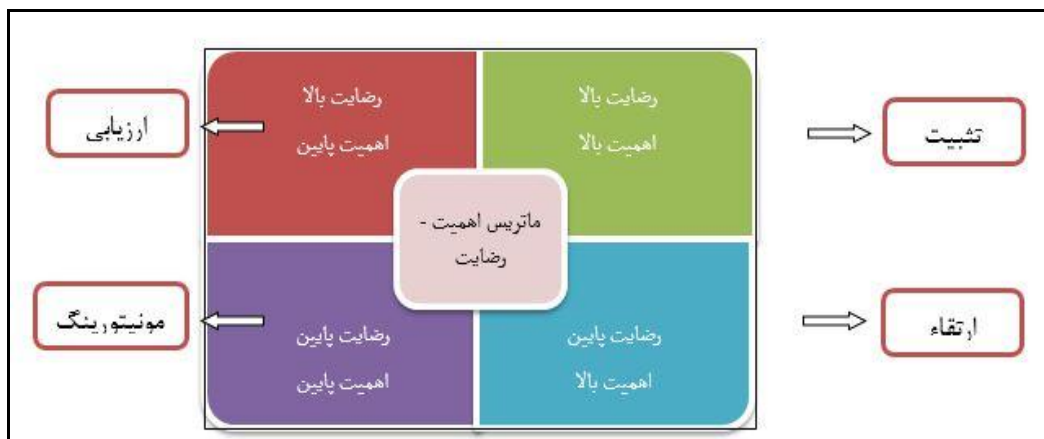 رضایت بالا
اهمیت بالا
رضایت بالا
اهمیت پایین
تثبیت
ارزیابی
ماتریس اهمیت -
رضایت
رضایت پایین
اهمیت بالا
رضایت پایین
اهمیت پایین
ارتقاء
مونیتورینگ